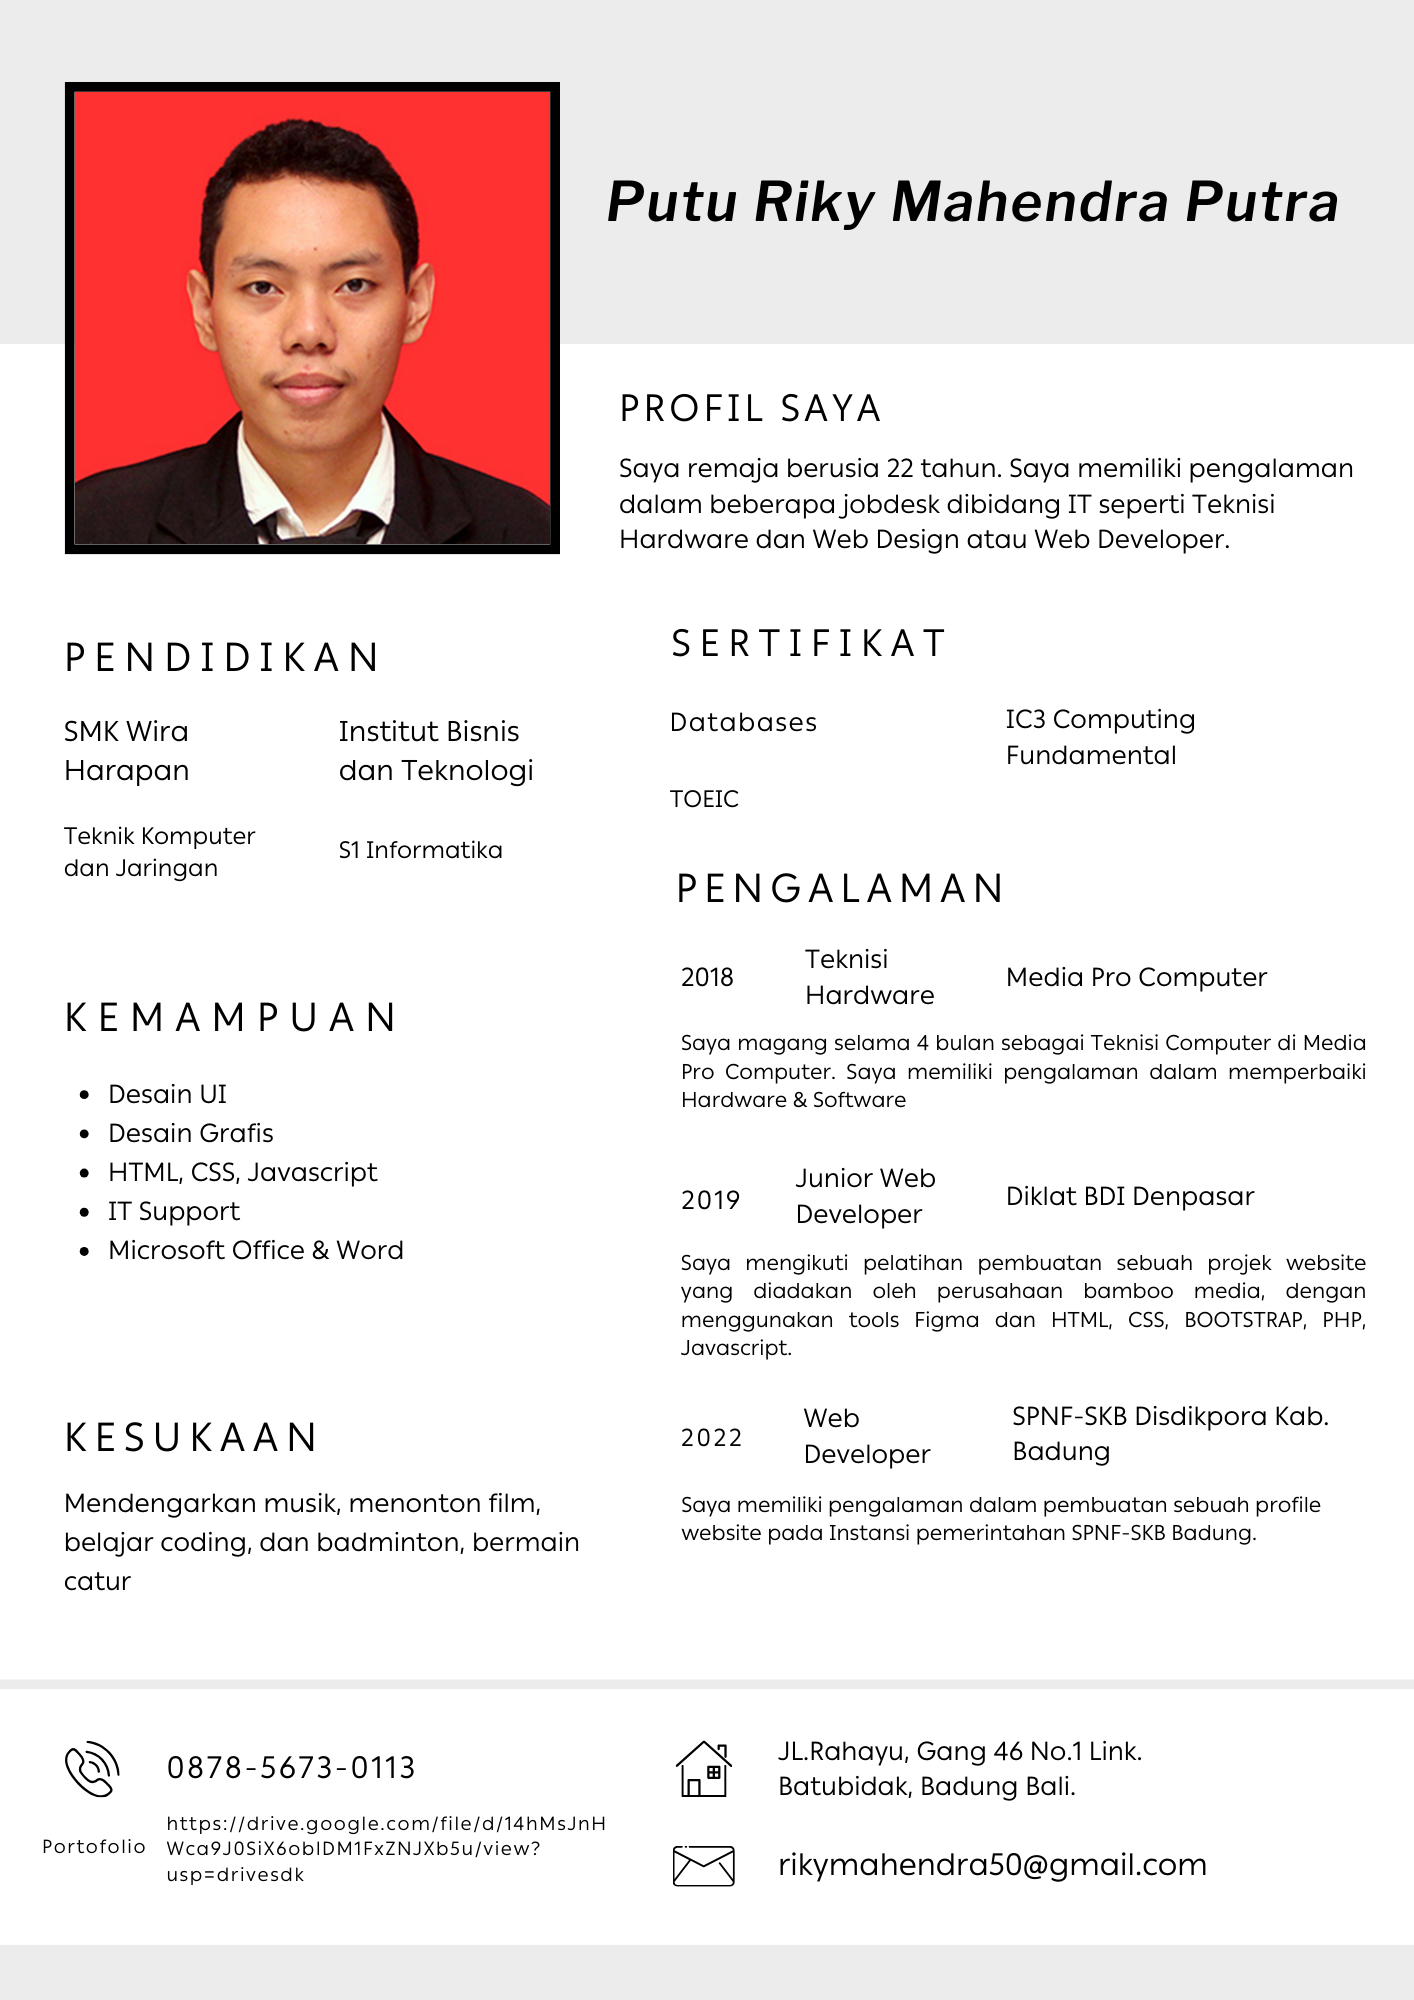 Putu Riky Mahendra Putra
PROFIL SAYA
Saya remaja berusia 22 tahun. Saya memiliki pengalaman
dalam beberapa jobdesk dibidang IT seperti Teknisi
Hardware dan Web Design atau Web Developer.
PENDIDIKAN
SMK Wira
Harapan
Teknik Komputer
dan Jaringan
Institut Bisnis
dan Teknologi
S1 Informatika
KEMAMPUAN
• Desain UI
• Desain Grafis
• HTML, CSS, Javascript
• IT Support
• Microsoft Office & Word
KESUKAAN
Mendengarkan musik, menonton film,
belajar coding, dan badminton, bermain
catur
SERTIFIKAT
Databases
IC3 Computing
Fundamental
TOEIC
PENGALAMAN
2018
Teknisi
Hardware
Media Pro Computer
Saya magang selama 4 bulan sebagai Teknisi Computer di Media
Pro Computer. Saya memiliki pengalaman dalam memperbaiki
Hardware & Software
2019
Junior Web
Developer
Diklat BDI Denpasar
Saya mengikuti pelatihan pembuatan sebuah projek website
yang diadakan oleh perusahaan bamboo media, dengan
menggunakan tools Figma dan HTML, CSS, BOOTSTRAP, PHP,
Javascript.
2022
Web
Developer
SPNF-SKB Disdikpora Kab.
Badung
Saya memiliki pengalaman dalam pembuatan sebuah profile
website pada Instansi pemerintahan SPNF-SKB Badung.
0878-5673-0113
Portofolio
https://drive.google.com/file/d/14hMsJnH
Wca9J0SiX6obIDM1FxZNJXb5u/view?
usp=drivesdk
JL.Rahayu, Gang 46 No.1 Link.
Batubidak, Badung Bali.
rikymahendra50@gmail.com